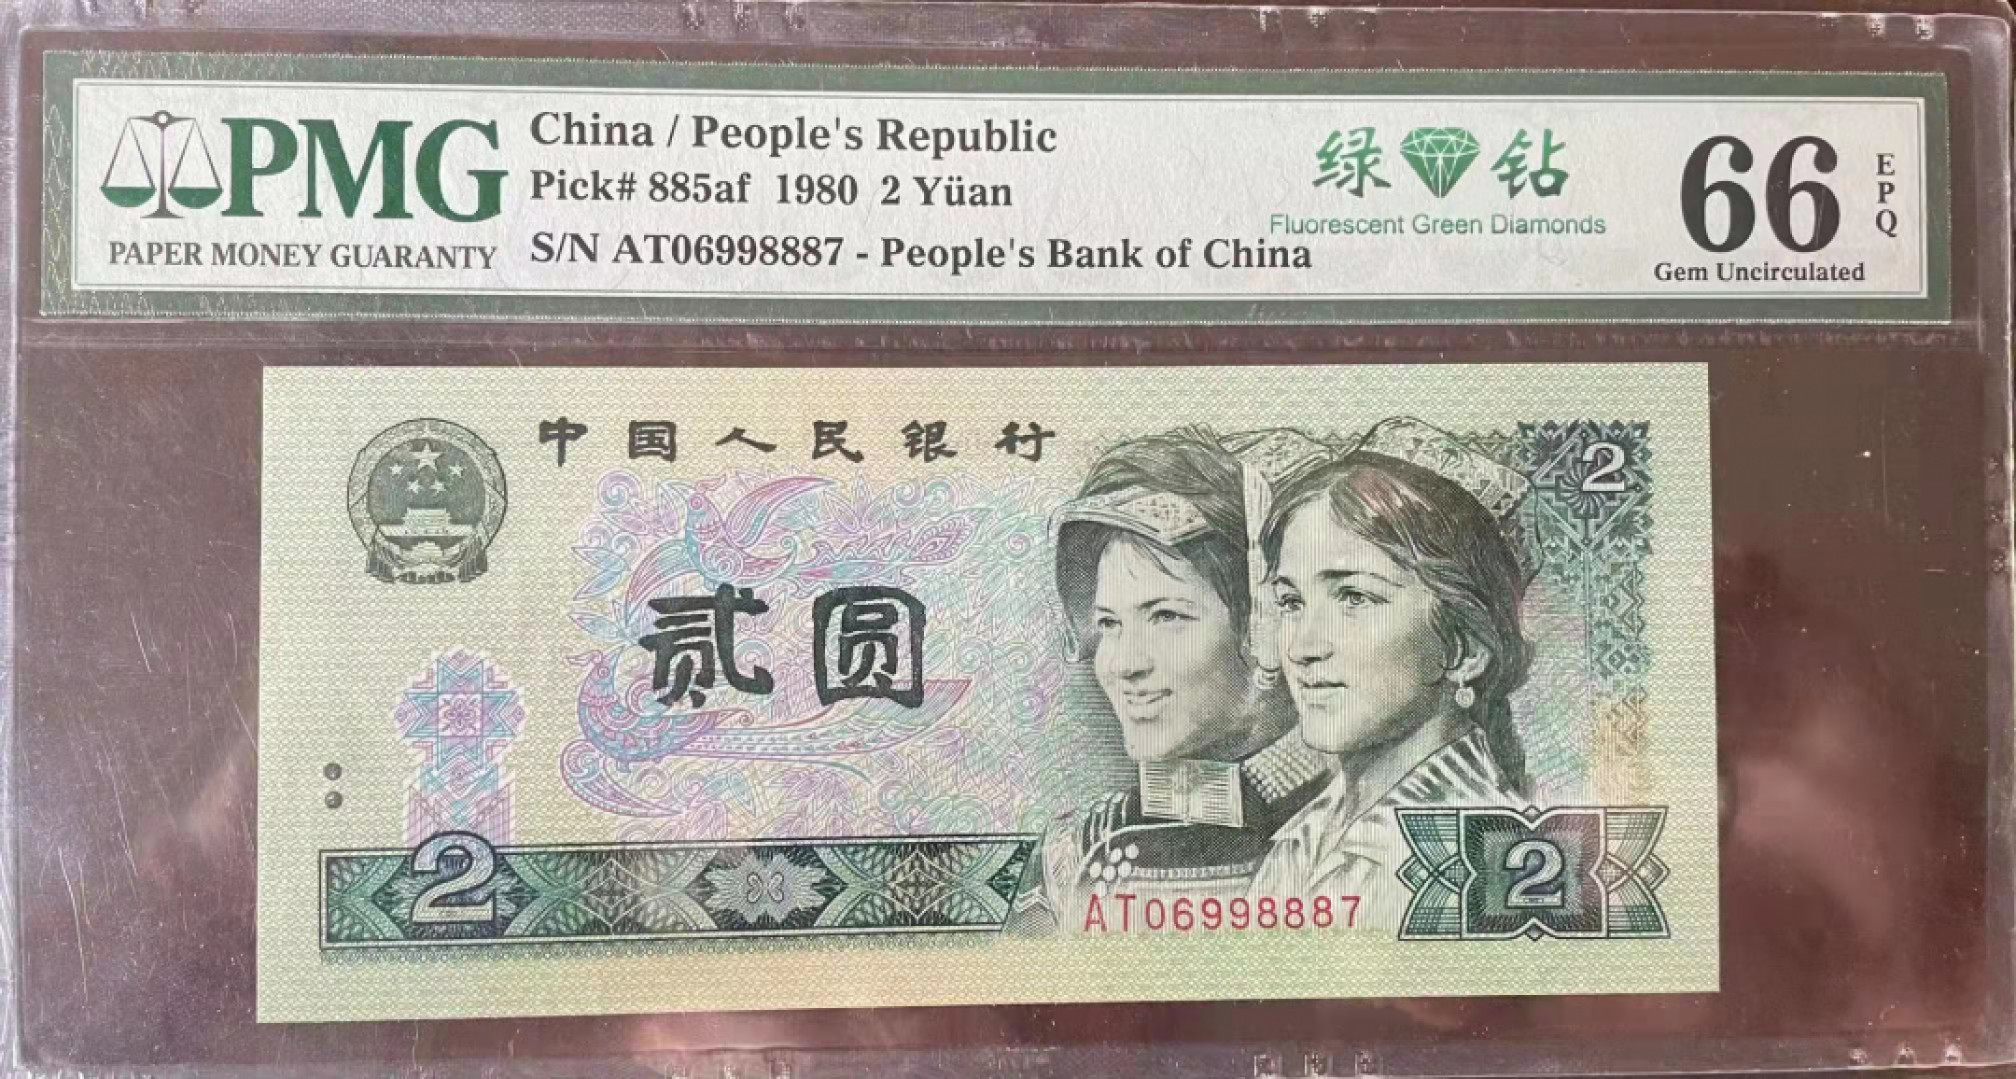 PMG
PAPER MONEY GUARANTY
China / People's Republic
Pick# 885af 1980 2 Yüan
S/N AT06998887 - People's Bank of China
绿 钻
Fluorescent Green Diamonds
66
EPQ
Gem Uncirculated
中国人民银行
2
贰圆
2
2
AT06998887